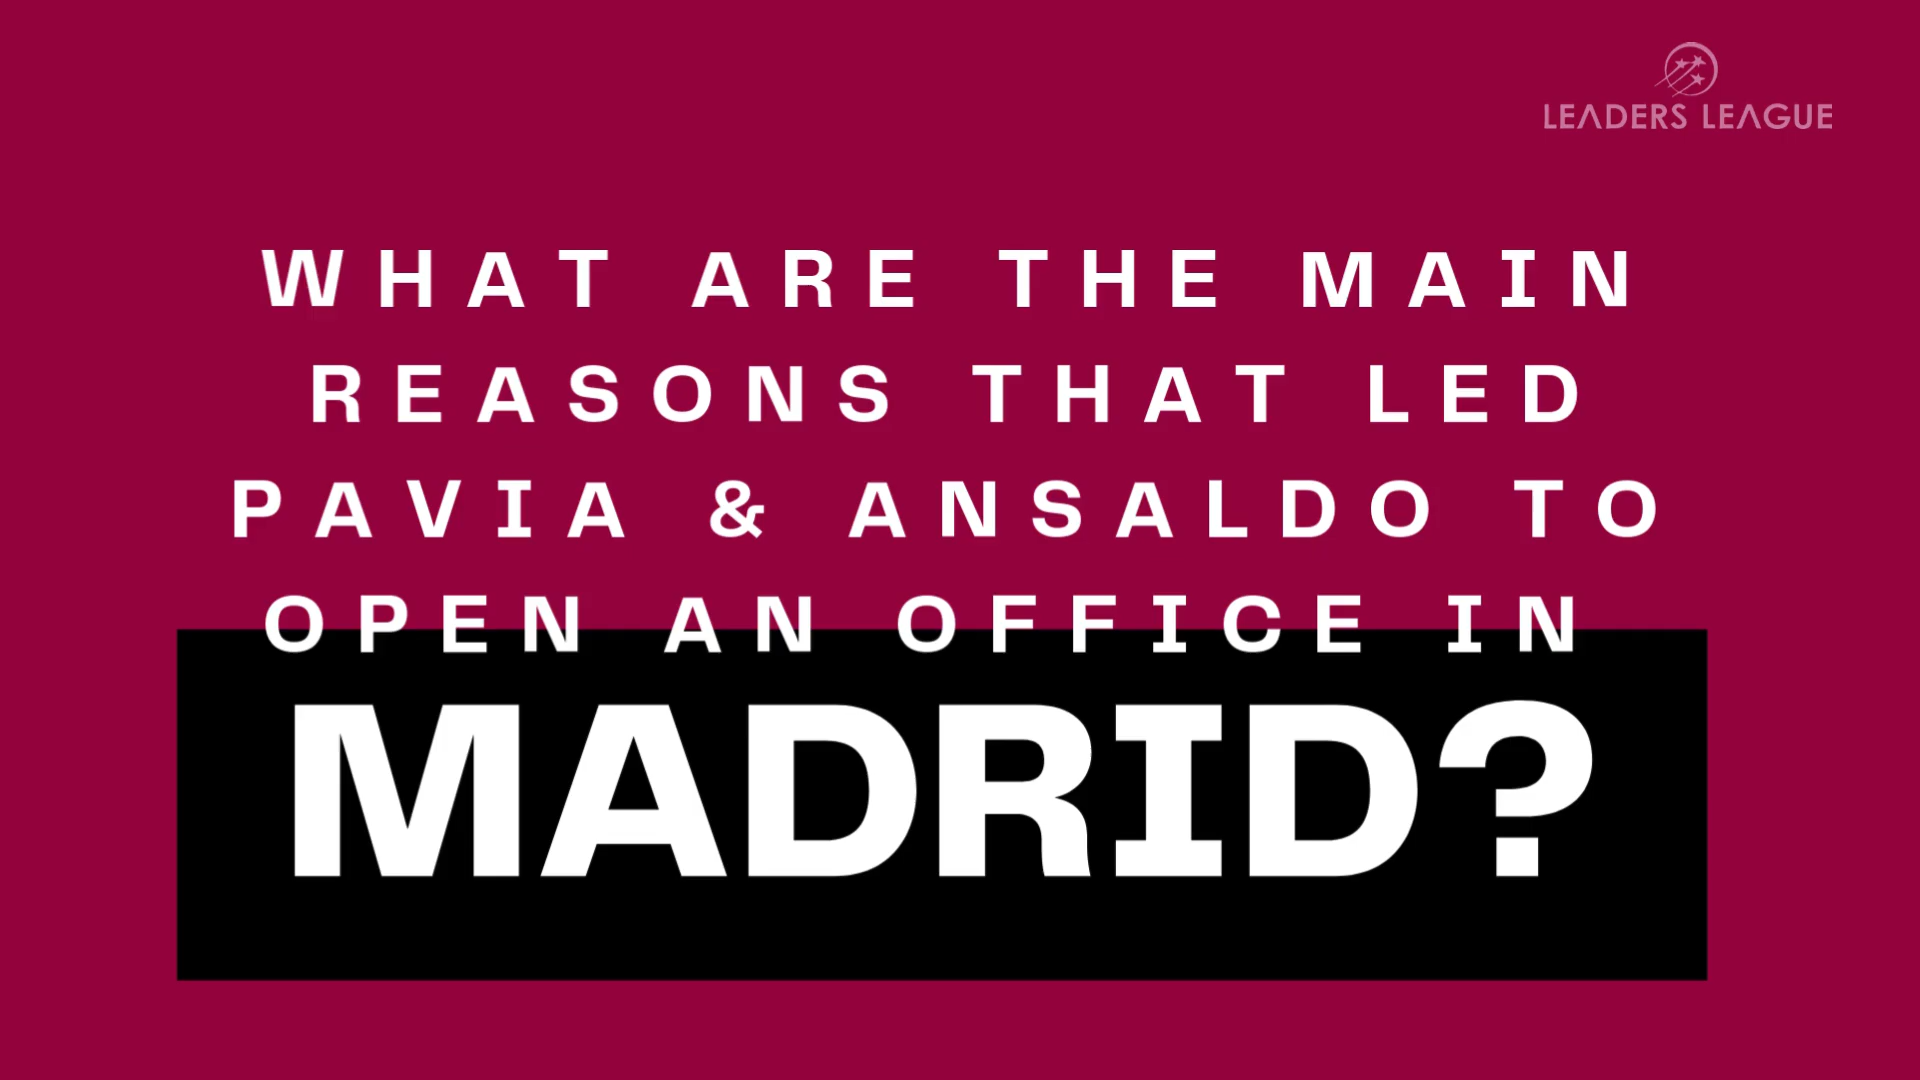 LEADERS LEAGUE
WHAT ARE THE MAIN
REASONS THAT LED
PAVIA & ANSALDO TO
OPEN AN OFFICE IN
MADRID?